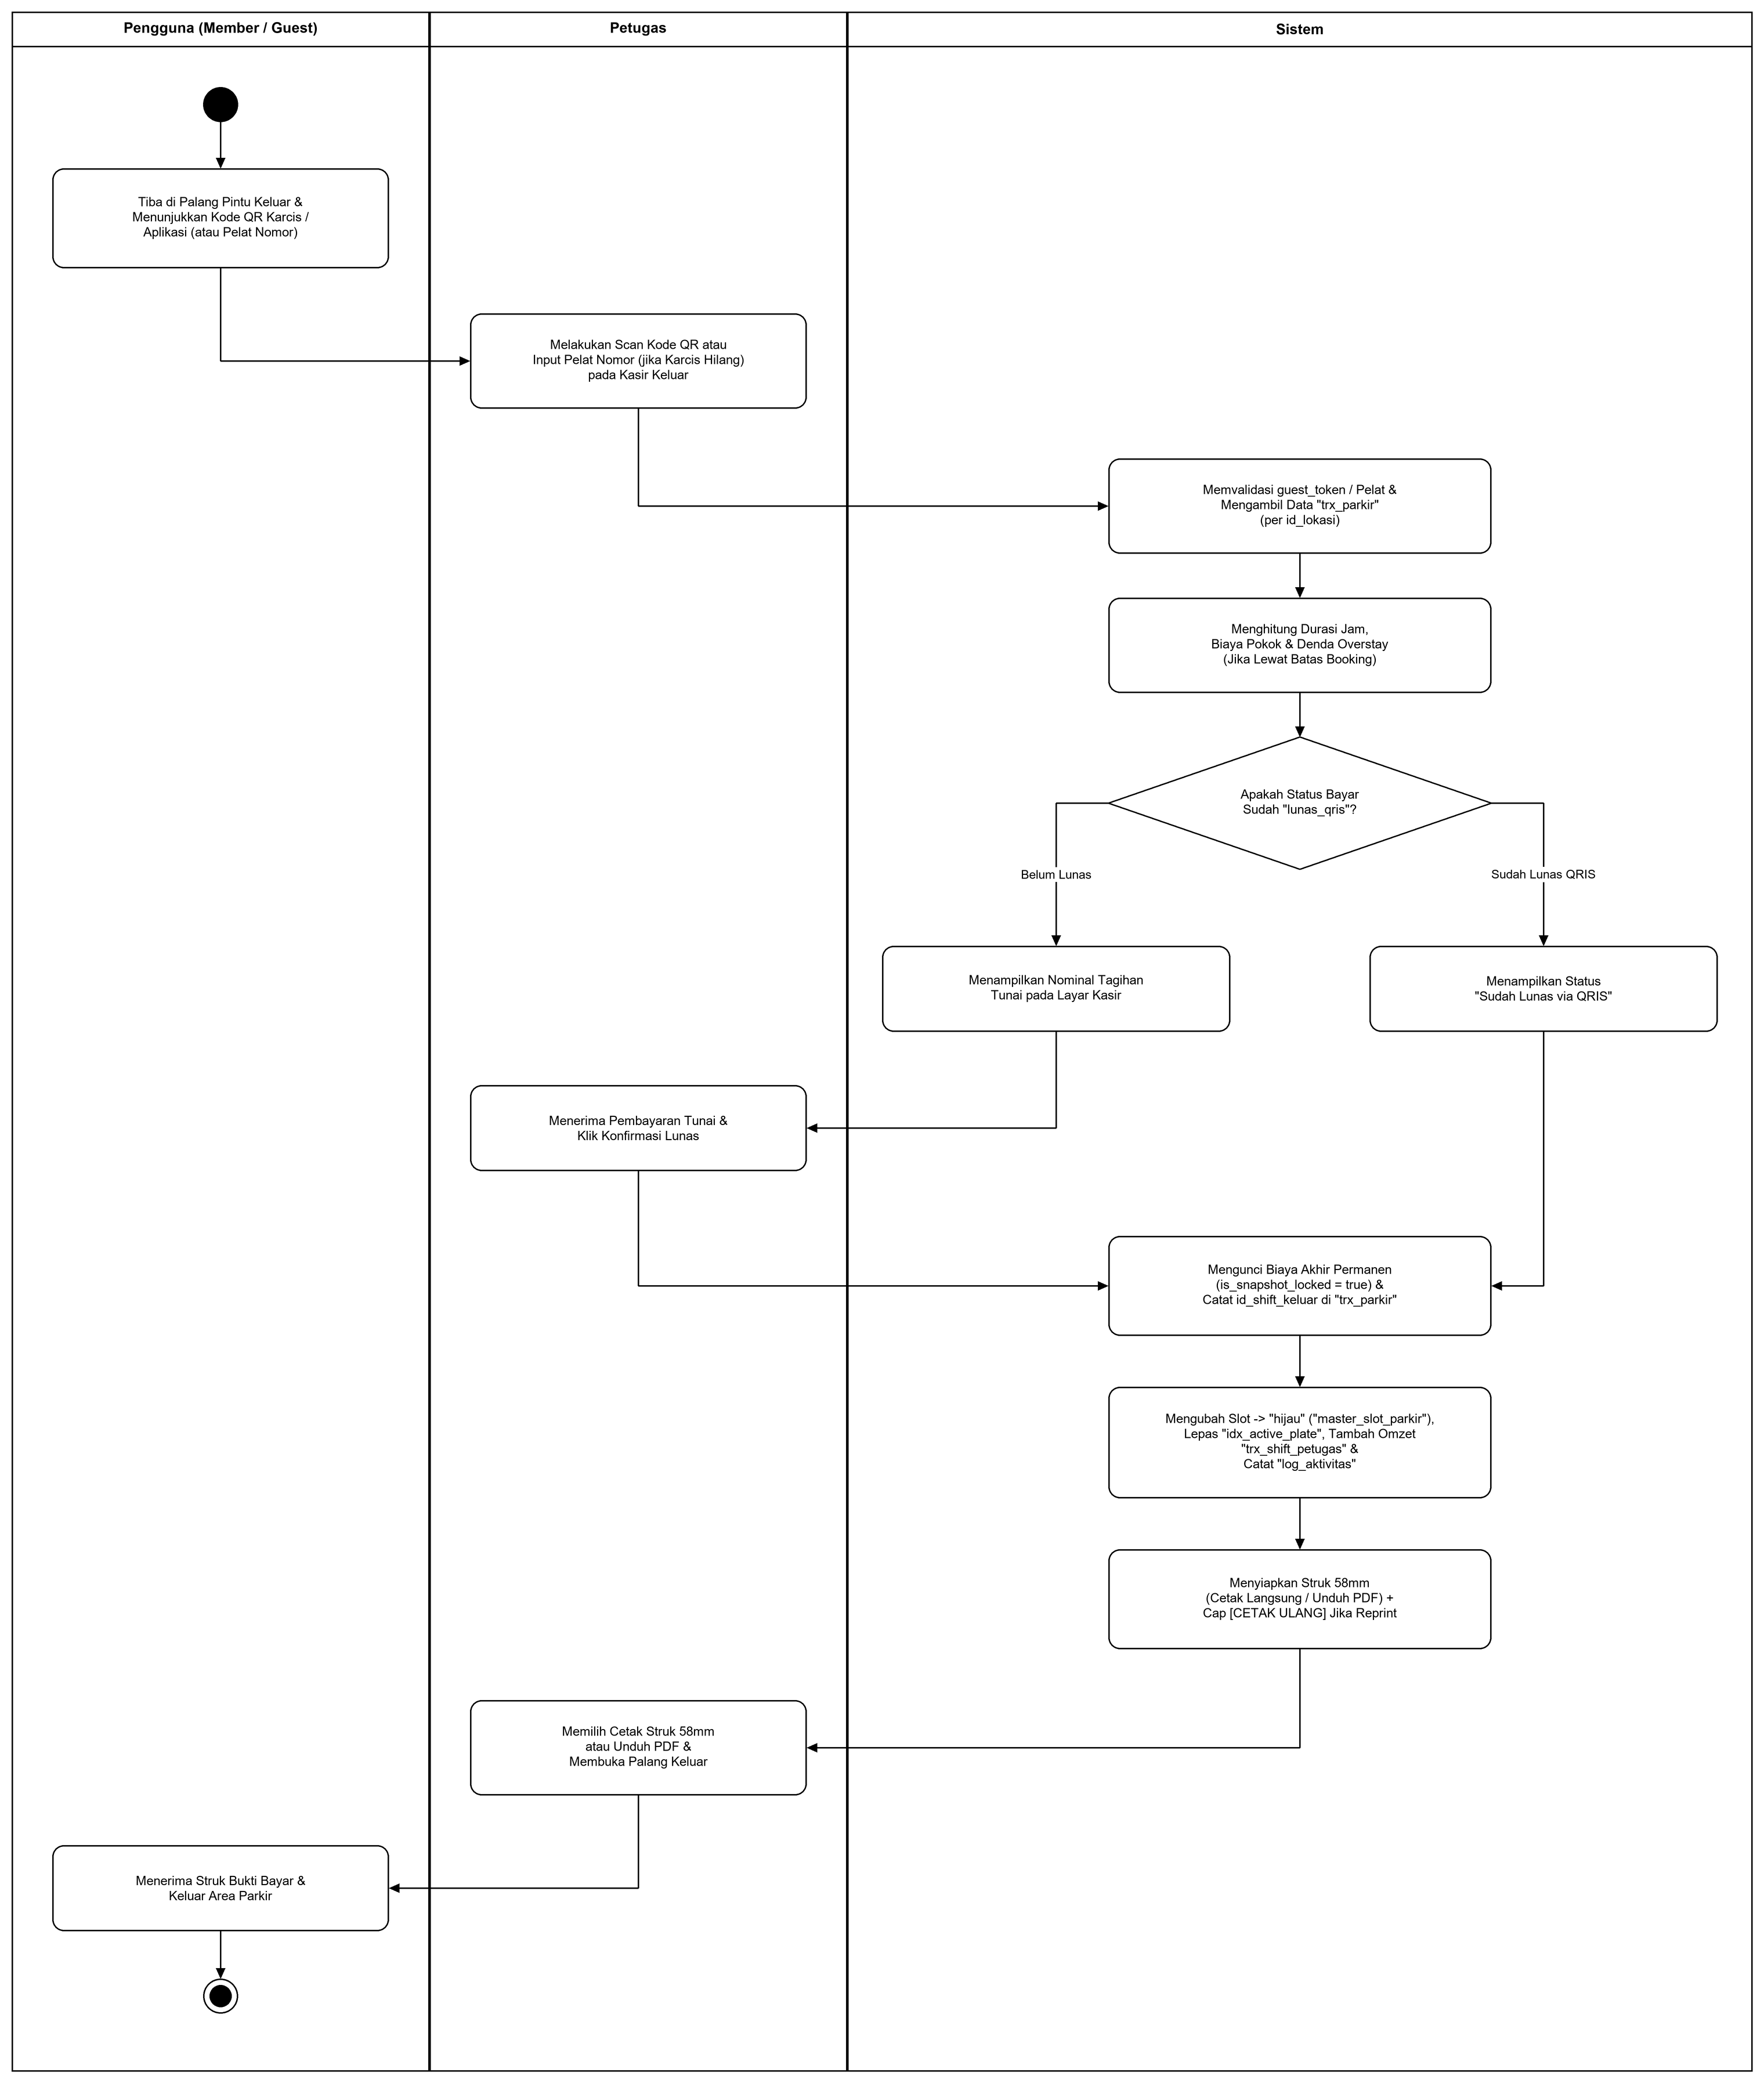 Pengguna (Member / Guest)
Petugas
Sistem
Tiba di Palang Pintu Keluar &
Menunjukkan Kode QR Karcis /
Aplikasi (atau Pelat Nomor)
Melakukan Scan Kode QR atau
Input Pelat Nomor (jika Karcis Hilang)
pada Kasir Keluar
Memvalidasi guest_token / Pelat &
Mengambil Data "trx_parkir"
(per id_lokasi)
Menghitung Durasi Jam,
Biaya Pokok & Denda Overstay
(Jika Lewat Batas Booking)
Apakah Status Bayar
Sudah "lunas_qris"?
Belum Lunas
Sudah Lunas QRIS
Menampilkan Nominal Tagihan
Tunai pada Layar Kasir
Menampilkan Status
"Sudah Lunas via QRIS"
Menerima Pembayaran Tunai &
Klik Konfirmasi Lunas
Mengunci Biaya Akhir Permanen
(is_snapshot_locked = true) &
Catat id_shift_keluar di "trx_parkir"
Mengubah Slot -> "hijau" ("master_slot_parkir"),
Lepas "idx_active_plate", Tambah Omzet
"trx_shift_petugas" &
Catat "log_aktivitas"
Menyiapkan Struk 58mm
(Cetak Langsung / Unduh PDF) +
Cap [CETAK ULANG] Jika Reprint
Memilih Cetak Struk 58mm
atau Unduh PDF &
Membuka Palang Keluar
Menerima Struk Bukti Bayar &
Keluar Area Parkir